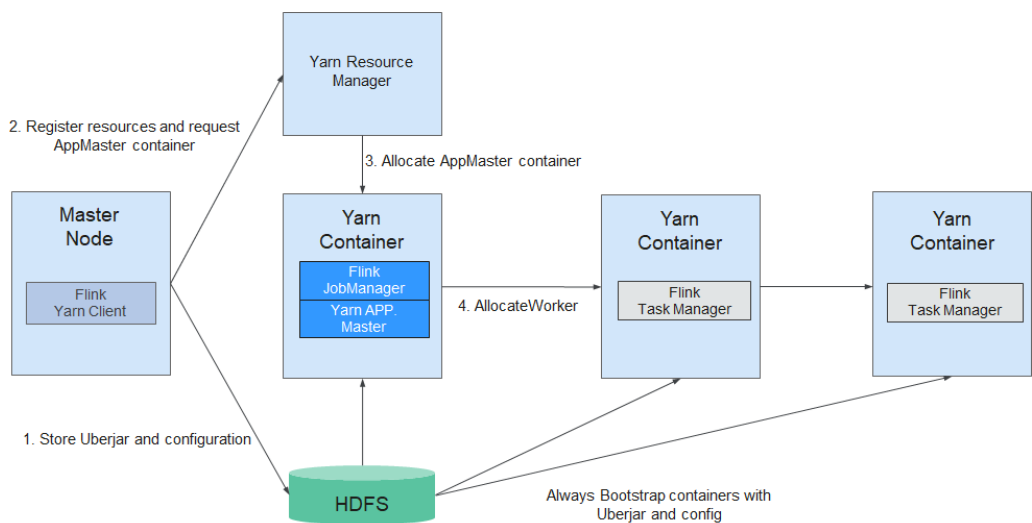 Yarn Resource
Manager
2. Register resources and request
AppMaster container
3. Allocate AppMaster container
Master
Node
Flink
Yarn Client
Yarn
Container
Flink
JobManager
Yarn APP.
Master
4. AllocateWorker
Yarn
Container
Flink
Task Manager
Yarn
Container
Flink
Task Manager
1. Store Uberjar and configuration
HDFS
Always Bootstrap containers with
Uberjar and config